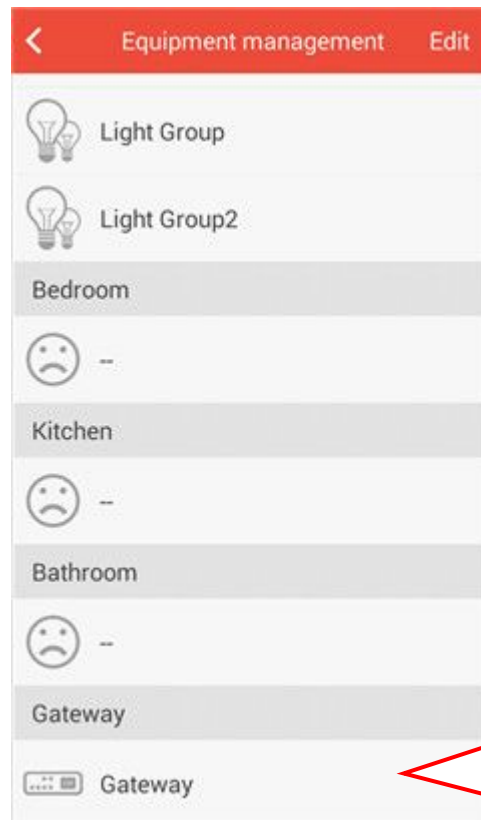 Equipment management Edit
Light Group
Light Group2
Bedroom
--
Kitchen
--
Bathroom
--
Gateway
Gateway